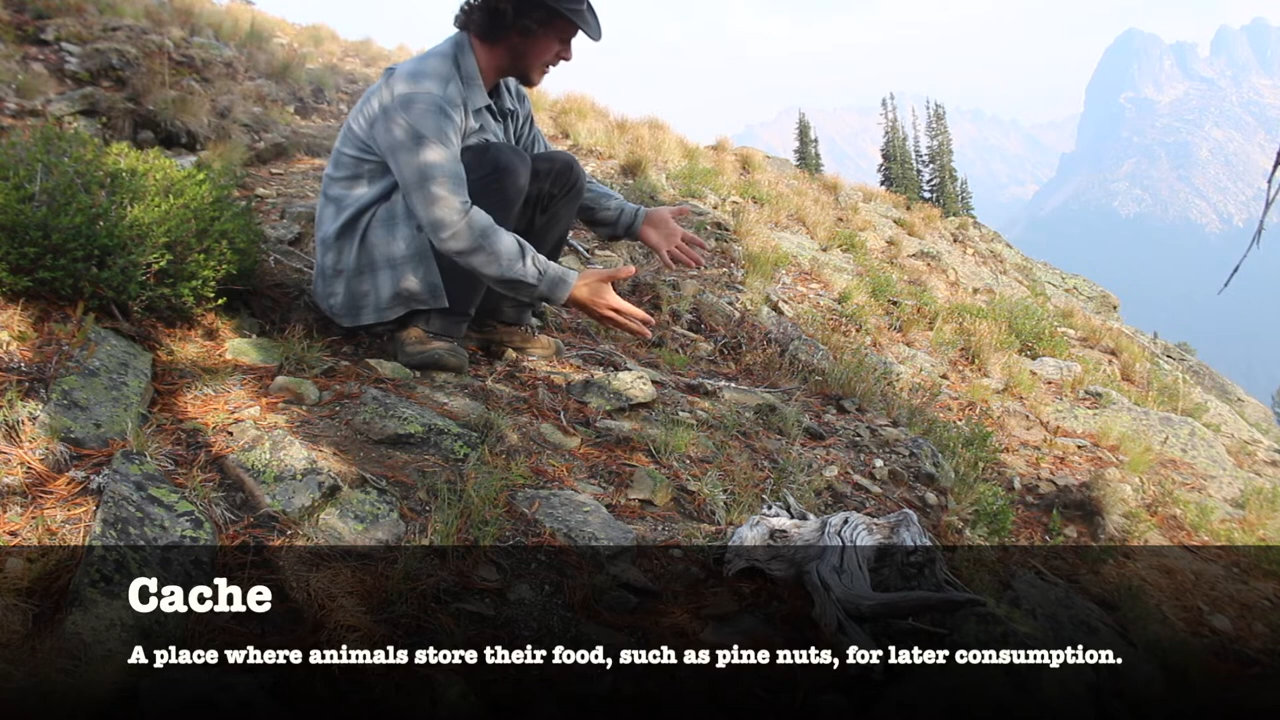 Cache
A place where animals store their food, such as pine nuts, for later consumption.